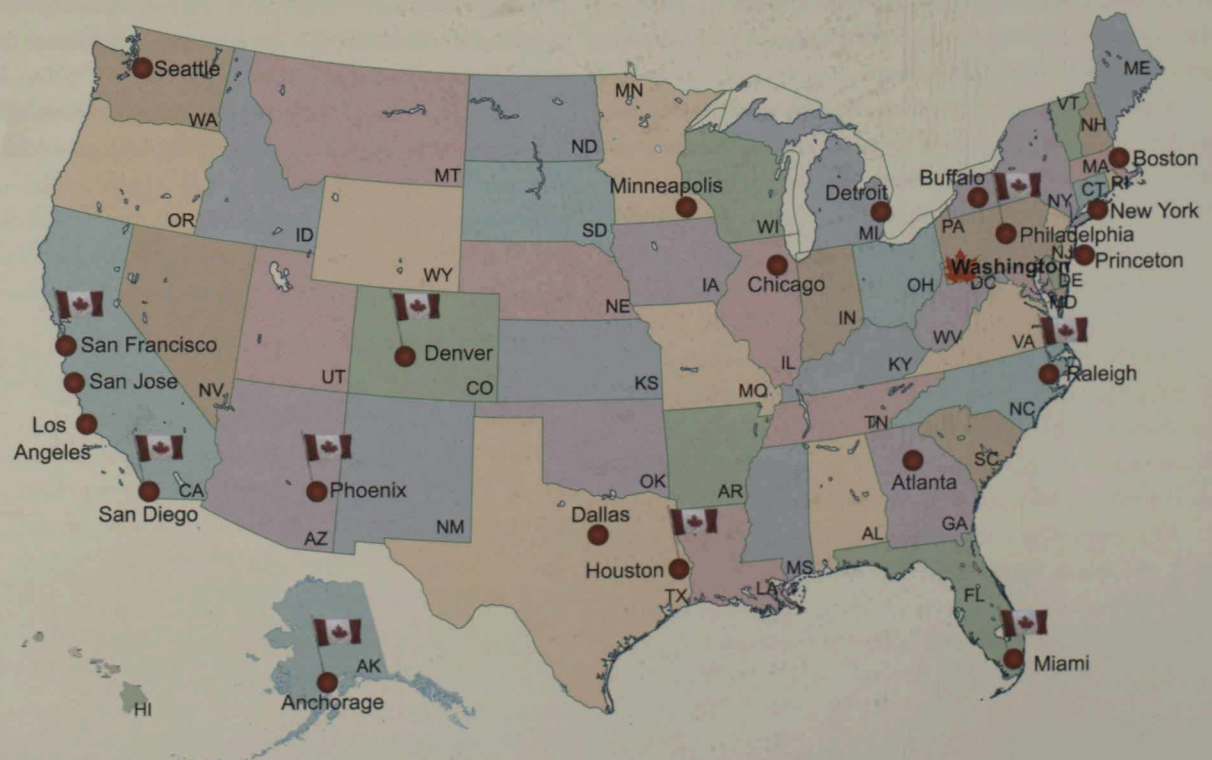 ME
Seattle
VT
MN
WA
NH
ND
Boston
MA
MT
Buffalo
RI
Minneapolis
CT
Detroit
NY
New York
OR
WI
PA
SD
MI
ID
Philadelphia
NJ
Princeton
Washington
WY
DE
IA
Chicago
OH
DC
MD
NE
IN
WV
San Francisco
VA
Denver
IL
KY
UT
Raleigh
San Jose
CO
KS
NV
MO
NC
Los
Angeles
TN
SC
CA
Phoenix
OK
AR
Atlanta
San Diego
Dallas
NM
GA
AZ
AL
Houston
MS
LA
TX
FL
AK
Miami
Anchorage
HI